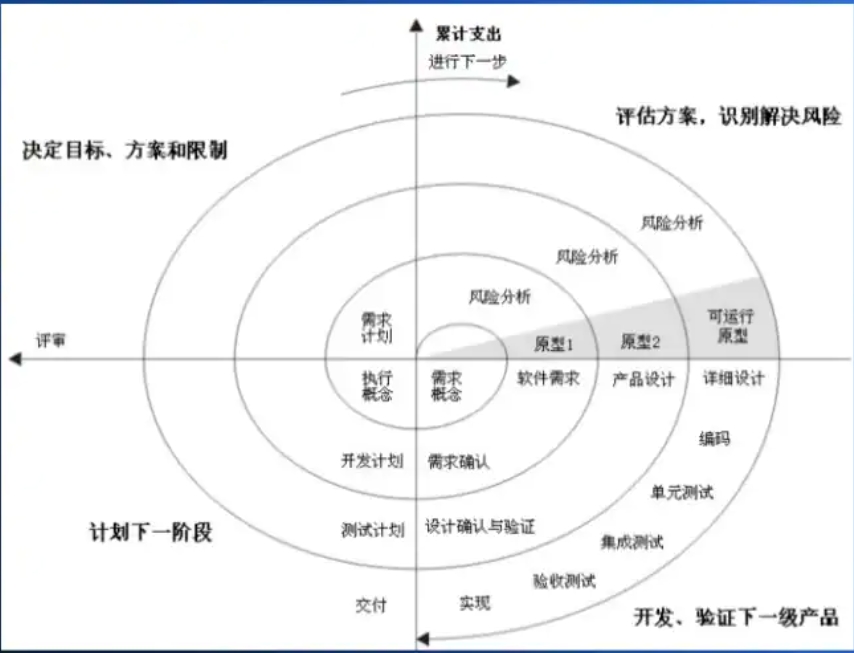 累计支出
进行下一步
评估方案，识别解决风险
决定目标、方案和限制
风险分析
风险分析
风险分析
需求
计划
可运行
原型
评审
原型1
原型2
执行
概念
需求
概念
软件需求
产品设计
详细设计
编码
开发计划
需求确认
单元测试
计划下一阶段
测试计划
设计确认与验证
集成测试
验收测试
交付
实现
开发、验证下一级产品